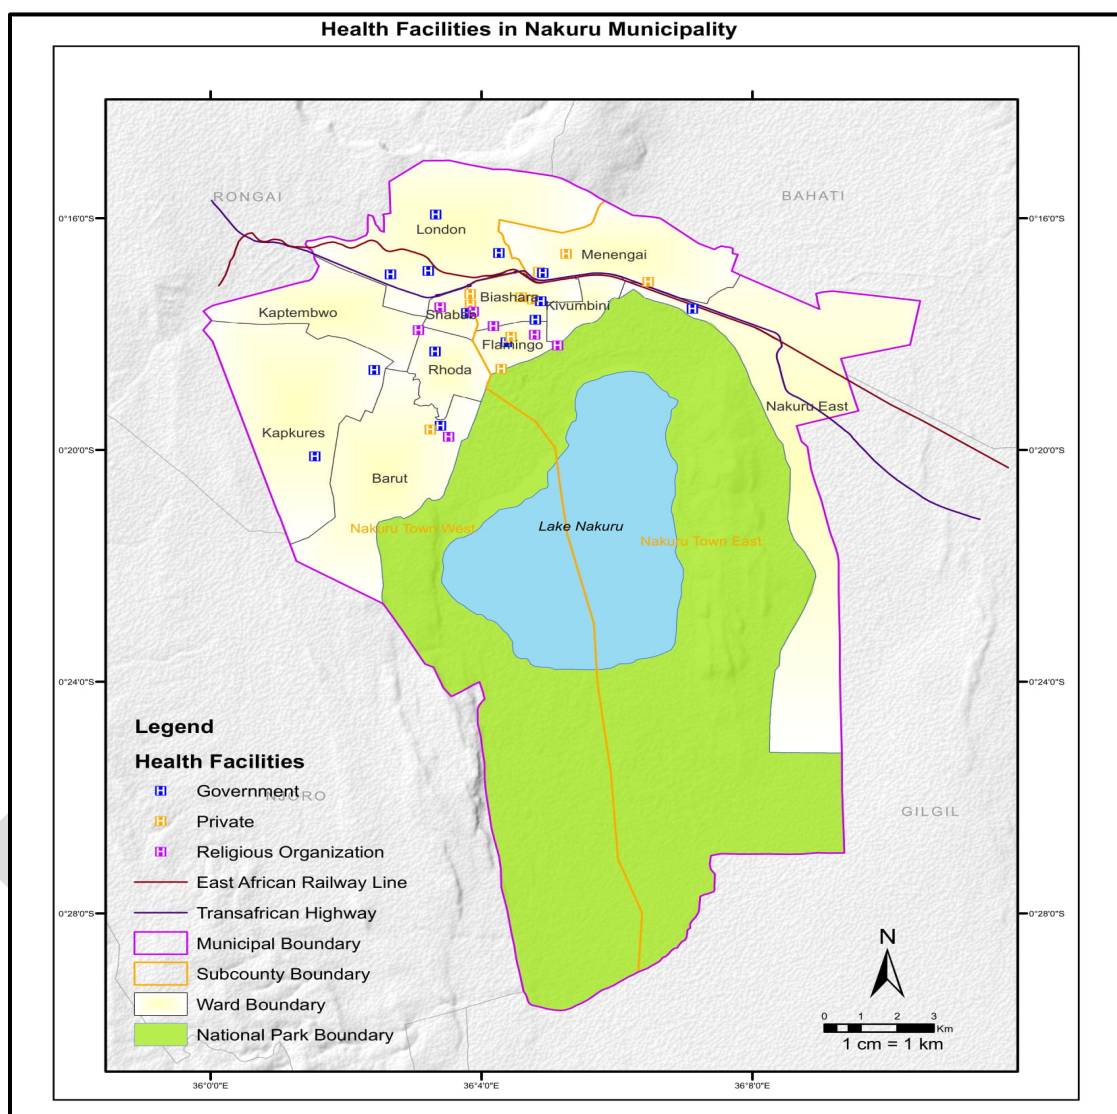 Health Facilities in Nakuru Municipality
RONGAI
BAHATI
0°16'0"S
0°16'0"S
London
Menengai
Biashara
Kivumbini
Kaptembwo
Shabab
Flamingo
Rhoda
Nakuru East
Kapkures
0°20'0"S
0°20'0"S
Barut
Nakuru Town West
Lake Nakuru
Nakuru Town East
0°24'0"S
0°24'0"S
Legend
Health Facilities
H Government
NJORO
H Private
H Religious Organization
GILGIL
East African Railway Line
Transafrican Highway
0°28'0"S
0°28'0"S
Municipal Boundary
Subcounty Boundary
Ward Boundary
National Park Boundary
N
0 1 2 3
Km
1 cm = 1 km
36°0'0"E
36°4'0"E
36°8'0"E